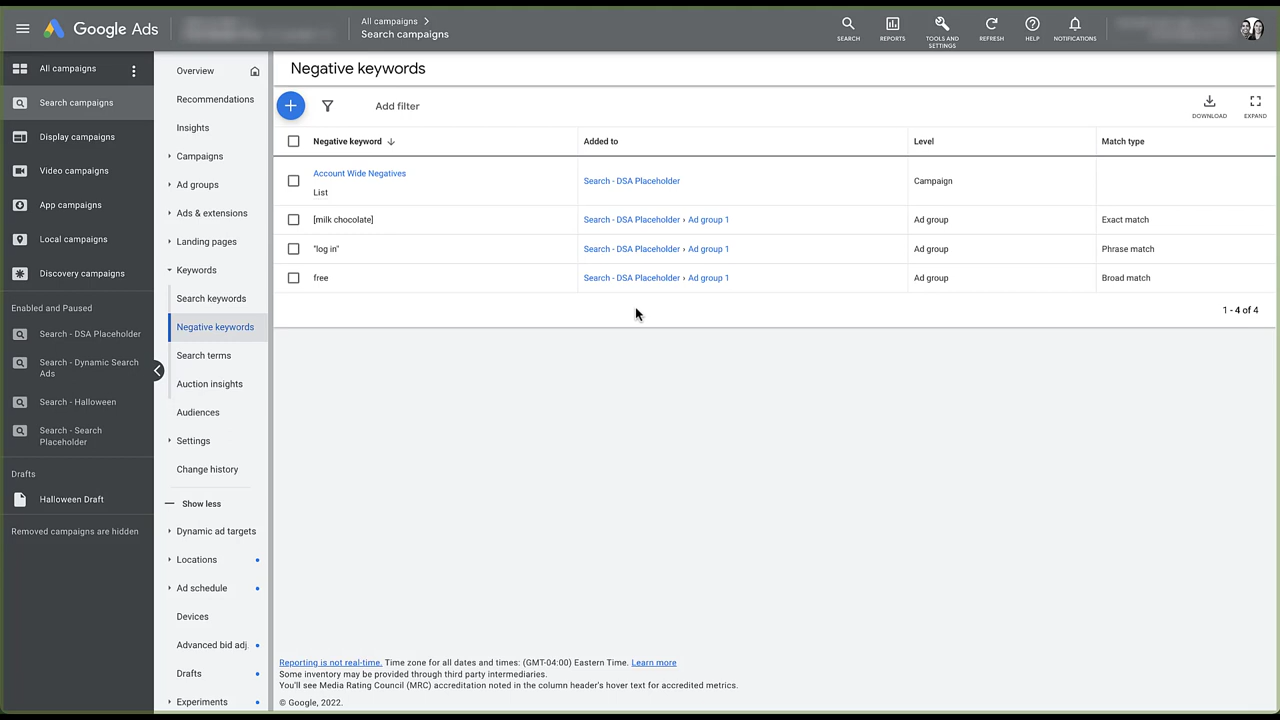 Google Ads
All campaigns
Search campaigns
SEARCH
REPORTS
TOOLS AND SETTINGS
REFRESH
HELP
NOTIFICATIONS
All campaigns
Search campaigns
Display campaigns
Video campaigns
App campaigns
Local campaigns
Discovery campaigns
Enabled and Paused
Search - DSA Placeholder
Search - Dynamic Search
Ads
Search - Halloween
Search - Search
Placeholder
Drafts
Halloween Draft
Removed campaigns are hidden
Overview
Recommendations
Insights
Campaigns
Ad groups
Ads & extensions
Landing pages
Keywords
Search keywords
Negative keywords
Search terms
Auction insights
Audiences
Settings
Change history
Show less
Dynamic ad targets
Locations
Ad schedule
Devices
Advanced bid adj.
Drafts
Experiments
Negative keywords
Add filter
DOWNLOAD
EXPAND
Negative keyword Added to Level Match type
Account Wide Negatives
List
Search - DSA Placeholder Campaign
[milk chocolate] Search - DSA Placeholder › Ad group 1 Ad group Exact match
"log in" Search - DSA Placeholder › Ad group 1 Ad group Phrase match
free Search - DSA Placeholder › Ad group 1 Ad group Broad match
1 - 4 of 4
Reporting is not real-time. Time zone for all dates and times: (GMT-04:00) Eastern Time. Learn more
Some inventory may be provided through third party intermediaries.
You'll see Media Rating Council (MRC) accreditation noted in the column header's hover text for accredited metrics.
© Google, 2022.